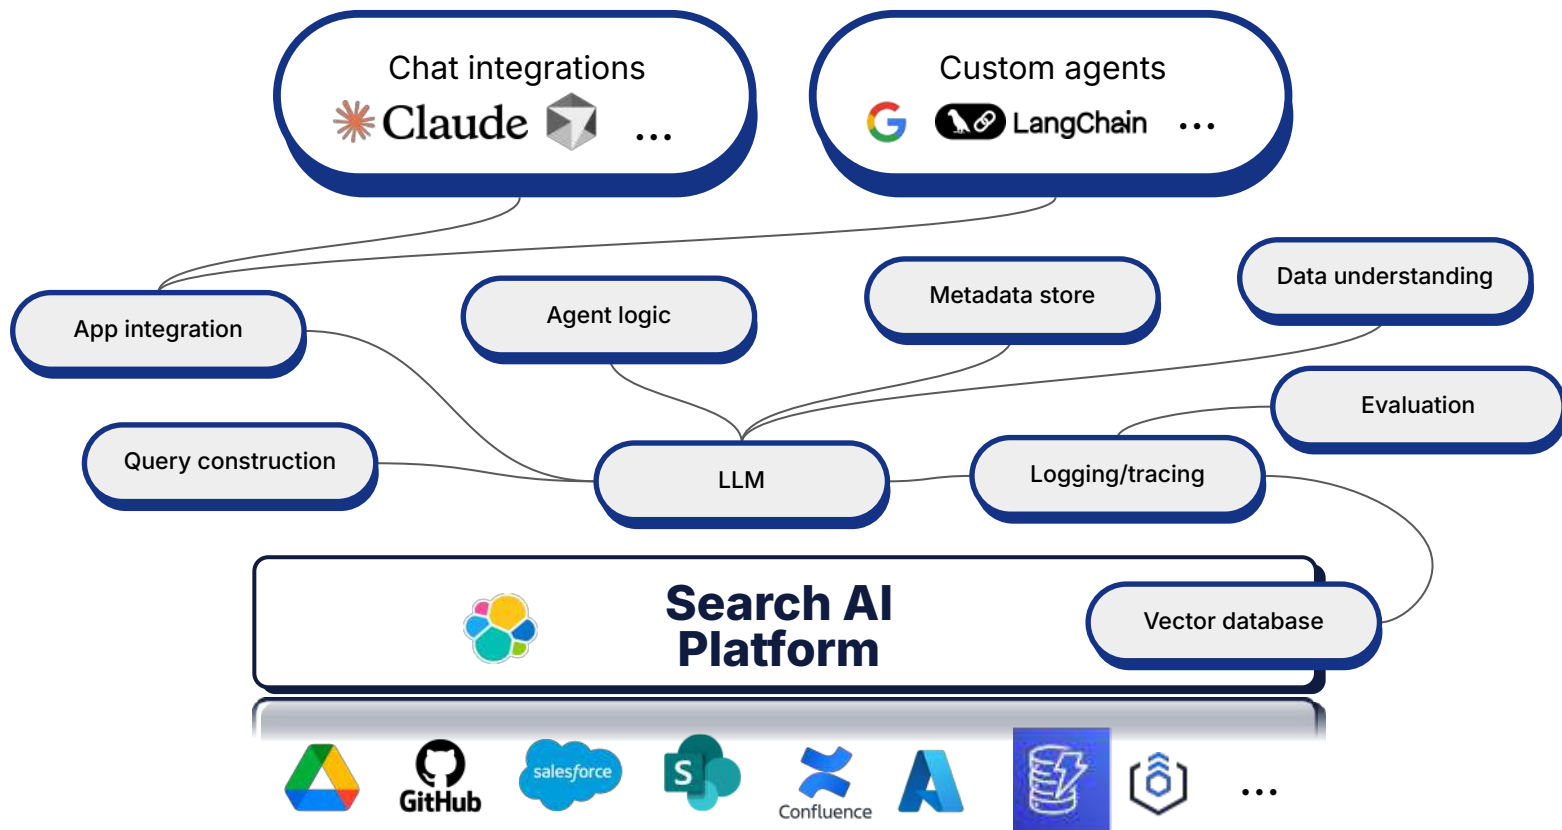 Chat integrations
Claude
...
Custom agents
LangChain
...
App integration
Agent logic
Metadata store
Data understanding
Evaluation
Query construction
LLM
Logging/tracing
Search AI
Platform
Vector database
GitHub
salesforce
S
Confluence
...